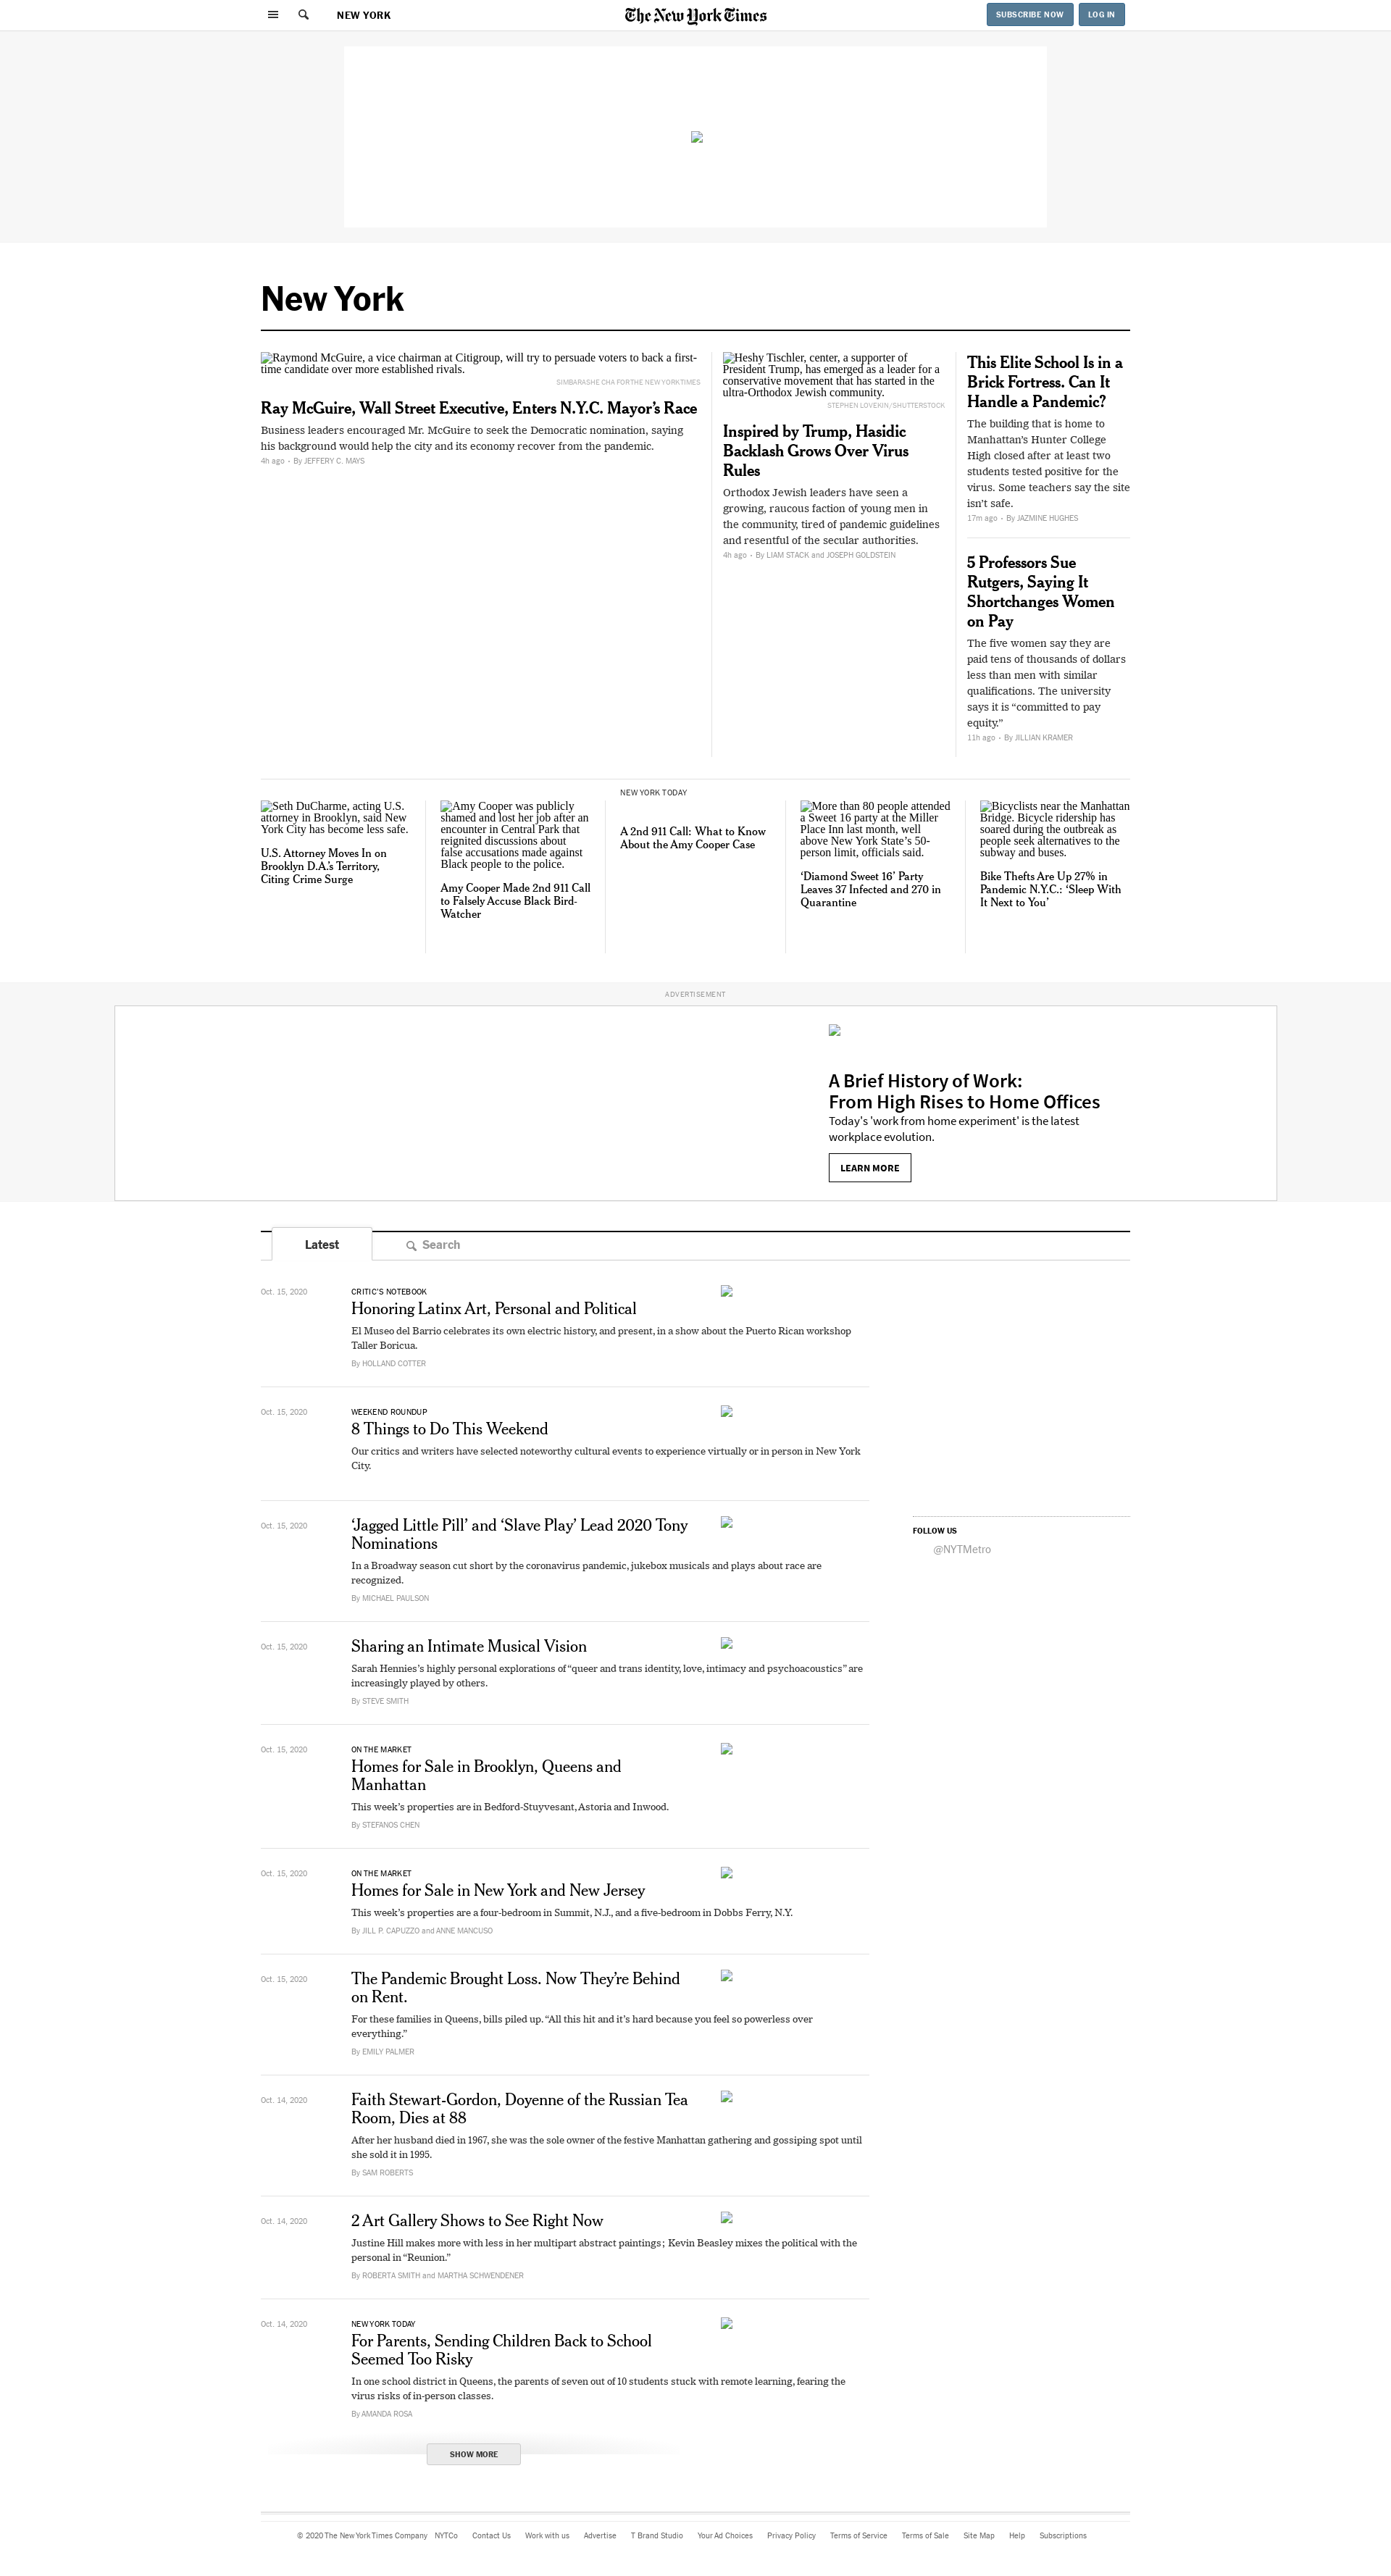 NEW YORK
The New York Times
SUBSCRIBE NOW
LOG IN
New York
Raymond McGuire, a vice chairman at Citigroup, will try to persuade voters to back a first-
time candidate over more established rivals.
SIMBARASHE CHA FOR THE NEW YORK TIMES
Ray McGuire, Wall Street Executive, Enters N.Y.C. Mayor’s Race
Business leaders encouraged Mr. McGuire to seek the Democratic nomination, saying
his background would help the city and its economy recover from the pandemic.
4h ago • By JEFFERY C. MAYS
Heshy Tischler, center, a supporter of
President Trump, has emerged as a leader for a
conservative movement that has started in the
ultra-Orthodox Jewish community.
STEPHEN LOVEKIN/SHUTTERSTOCK
Inspired by Trump, Hasidic
Backlash Grows Over Virus
Rules
Orthodox Jewish leaders have seen a
growing, raucous faction of young men in
the community, tired of pandemic guidelines
and resentful of the secular authorities.
4h ago • By LIAM STACK and JOSEPH GOLDSTEIN
This Elite School Is in a
Brick Fortress. Can It
Handle a Pandemic?
The building that is home to
Manhattan’s Hunter College
High closed after at least two
students tested positive for the
virus. Some teachers say the site
isn’t safe.
17m ago • By JAZMINE HUGHES
5 Professors Sue
Rutgers, Saying It
Shortchanges Women
on Pay
The five women say they are
paid tens of thousands of dollars
less than men with similar
qualifications. The university
says it is “committed to pay
equity.”
11h ago • By JILLIAN KRAMER
Seth DuCharme, acting U.S.
attorney in Brooklyn, said New
York City has become less safe.
U.S. Attorney Moves In on
Brooklyn D.A.’s Territory,
Citing Crime Surge
Amy Cooper was publicly
shamed and lost her job after an
encounter in Central Park that
reignited discussions about
false accusations made against
Black people to the police.
Amy Cooper Made 2nd 911 Call
to Falsely Accuse Black Bird-
Watcher
NEW YORK TODAY
A 2nd 911 Call: What to Know
About the Amy Cooper Case
More than 80 people attended
a Sweet 16 party at the Miller
Place Inn last month, well
above New York State’s 50-
person limit, officials said.
‘Diamond Sweet 16’ Party
Leaves 37 Infected and 270 in
Quarantine
Bicyclists near the Manhattan
Bridge. Bicycle ridership has
soared during the outbreak as
people seek alternatives to the
subway and buses.
Bike Thefts Are Up 27% in
Pandemic N.Y.C.: ‘Sleep With
It Next to You’
ADVERTISEMENT
A Brief History of Work:
From High Rises to Home Offices
Today's 'work from home experiment' is the latest
workplace evolution.
LEARN MORE
Latest
Search
Oct. 15, 2020
CRITIC’S NOTEBOOK
Honoring Latinx Art, Personal and Political
El Museo del Barrio celebrates its own electric history, and present, in a show about the Puerto Rican workshop
Taller Boricua.
By HOLLAND COTTER
Oct. 15, 2020
WEEKEND ROUNDUP
8 Things to Do This Weekend
Our critics and writers have selected noteworthy cultural events to experience virtually or in person in New York
City.
Oct. 15, 2020
‘Jagged Little Pill’ and ‘Slave Play’ Lead 2020 Tony
Nominations
In a Broadway season cut short by the coronavirus pandemic, jukebox musicals and plays about race are
recognized.
By MICHAEL PAULSON
FOLLOW US
@NYTMetro
Oct. 15, 2020
Sharing an Intimate Musical Vision
Sarah Hennies’s highly personal explorations of “queer and trans identity, love, intimacy and psychoacoustics” are
increasingly played by others.
By STEVE SMITH
Oct. 15, 2020
ON THE MARKET
Homes for Sale in Brooklyn, Queens and
Manhattan
This week’s properties are in Bedford-Stuyvesant, Astoria and Inwood.
By STEFANOS CHEN
Oct. 15, 2020
ON THE MARKET
Homes for Sale in New York and New Jersey
This week’s properties are a four-bedroom in Summit, N.J., and a five-bedroom in Dobbs Ferry, N.Y.
By JILL P. CAPUZZO and ANNE MANCUSO
Oct. 15, 2020
The Pandemic Brought Loss. Now They’re Behind
on Rent.
For these families in Queens, bills piled up. “All this hit and it’s hard because you feel so powerless over
everything.”
By EMILY PALMER
Oct. 14, 2020
Faith Stewart-Gordon, Doyenne of the Russian Tea
Room, Dies at 88
After her husband died in 1967, she was the sole owner of the festive Manhattan gathering and gossiping spot until
she sold it in 1995.
By SAM ROBERTS
Oct. 14, 2020
2 Art Gallery Shows to See Right Now
Justine Hill makes more with less in her multipart abstract paintings; Kevin Beasley mixes the political with the
personal in “Reunion.”
By ROBERTA SMITH and MARTHA SCHWENDENER
Oct. 14, 2020
NEW YORK TODAY
For Parents, Sending Children Back to School
Seemed Too Risky
In one school district in Queens, the parents of seven out of 10 students stuck with remote learning, fearing the
virus risks of in-person classes.
By AMANDA ROSA
SHOW MORE
© 2020 The New York Times Company NYTCo Contact Us Work with us Advertise T Brand Studio Your Ad Choices Privacy Policy Terms of Service Terms of Sale Site Map Help Subscriptions